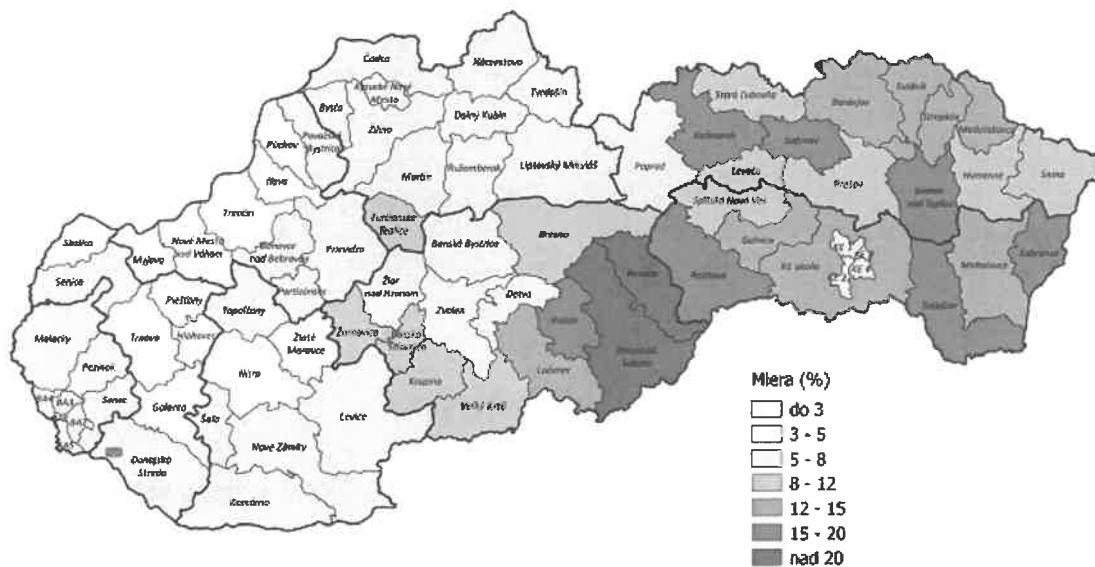 Čadca
Námestovo
Kysucké Nové
Mesto
Tvrdošín
Bytča
Dolný Kubín
Žilina
Považská
Bystrica
Púchov
Ružomberok
Liptovský Mikuláš
Martin
Ilava
Trenčín
Turčianske
Teplice
Prievidza
Bánovce
nad
Bebravou
Partizánske
Nové Mesto
nad Váhom
Myjava
Skalica
Senica
Piešťany
Topoľčany
Hlohovec
Trnava
Malacky
Pezinok
Senec
Galanta
Dunajská
Streda
Šaľa
Nitra
Zlaté
Moravce
Nové Zámky
Komárno
Levice
Žiar
nad Hronom
Žarnovica
Banská
Štiavnica
Banská Bystrica
Zvolen
Detva
Krupina
Veľký Krtíš
Lučenec
Poltár
Rimavská
Sobota
Revúca
Brezno
Poprad
Kežmarok
Stará Ľubovňa
Sabinov
Levoča
Spišská Nová Ves
Gelnica
Rožňava
KE okolie
Prešov
Bardejov
Svidník
Stropkov
Medzilaborce
Humenné
Snina
Vranov
nad Topľou
Michalovce
Sobrance
Trebišov
Miera (%)
do 3
3 - 5
5 - 8
8 - 12
12 - 15
15 - 20
nad 20